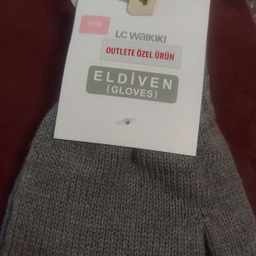 LC WAIKIKI
OUTLETE ÖZEL ÜRÜN
ELDİVEN
(GLOVES)